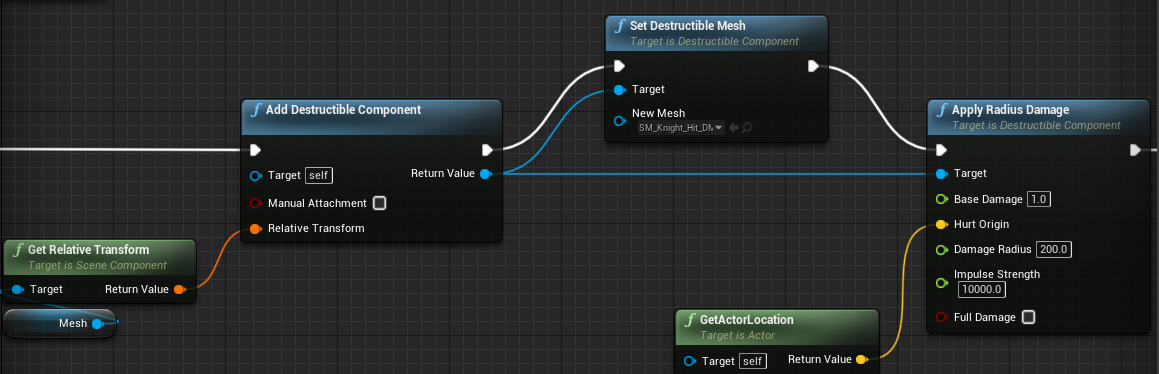 Set Destructible Mesh
Target is Destructible Component
Target
New Mesh
SM_Knight_Hit_DM
Add Destructible Component
Target self
Return Value
Manual Attachment
Relative Transform
Apply Radius Damage
Target is Destructible Component
Target
Base Damage 1.0
Hurt Origin
Damage Radius 200.0
Impulse Strength
10000.0
Full Damage
Get Relative Transform
Target is Scene Component
Target Return Value
Mesh
GetActorLocation
Target is Actor
Target self Return Value